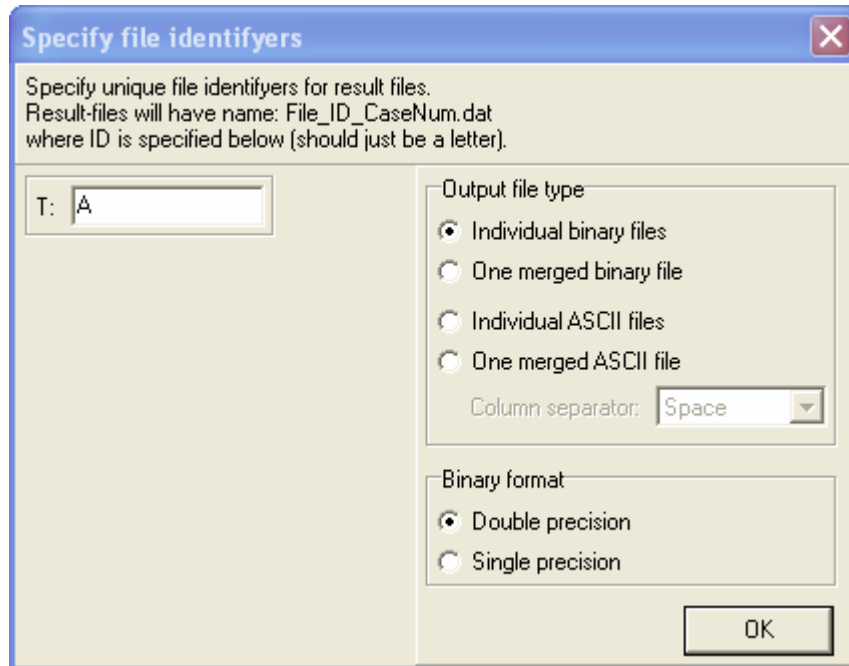 Specify file identifyers
Specify unique file identifyers for result files.
Result-files will have name: File_ID_CaseNum.dat
where ID is specified below (should just be a letter).
T: A
Output file type
Individual binary files
One merged binary file
Individual ASCII files
One merged ASCII file
Column separator: Space
Binary format
Double precision
Single precision
OK